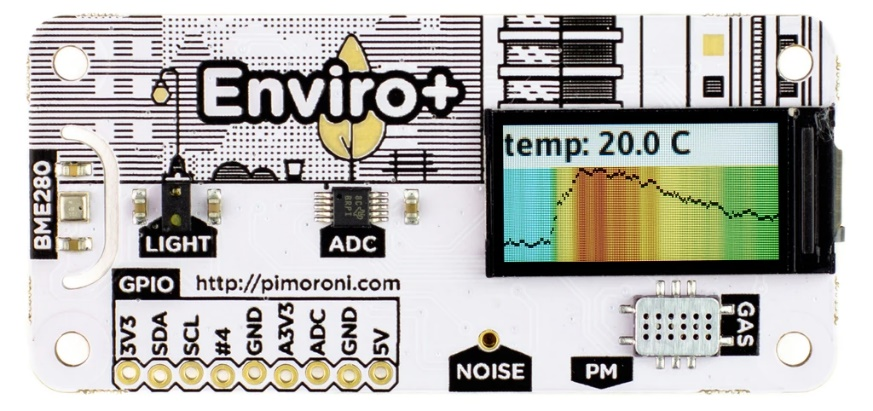 Enviro+
temp: 20.0 C
BME280
LIGHT
ADC
GPIO
http://pimoroni.com
3V3
SDA
SCL
#4
GND
A3V3
ADC
GND
5V
NOISE
PM
GAS